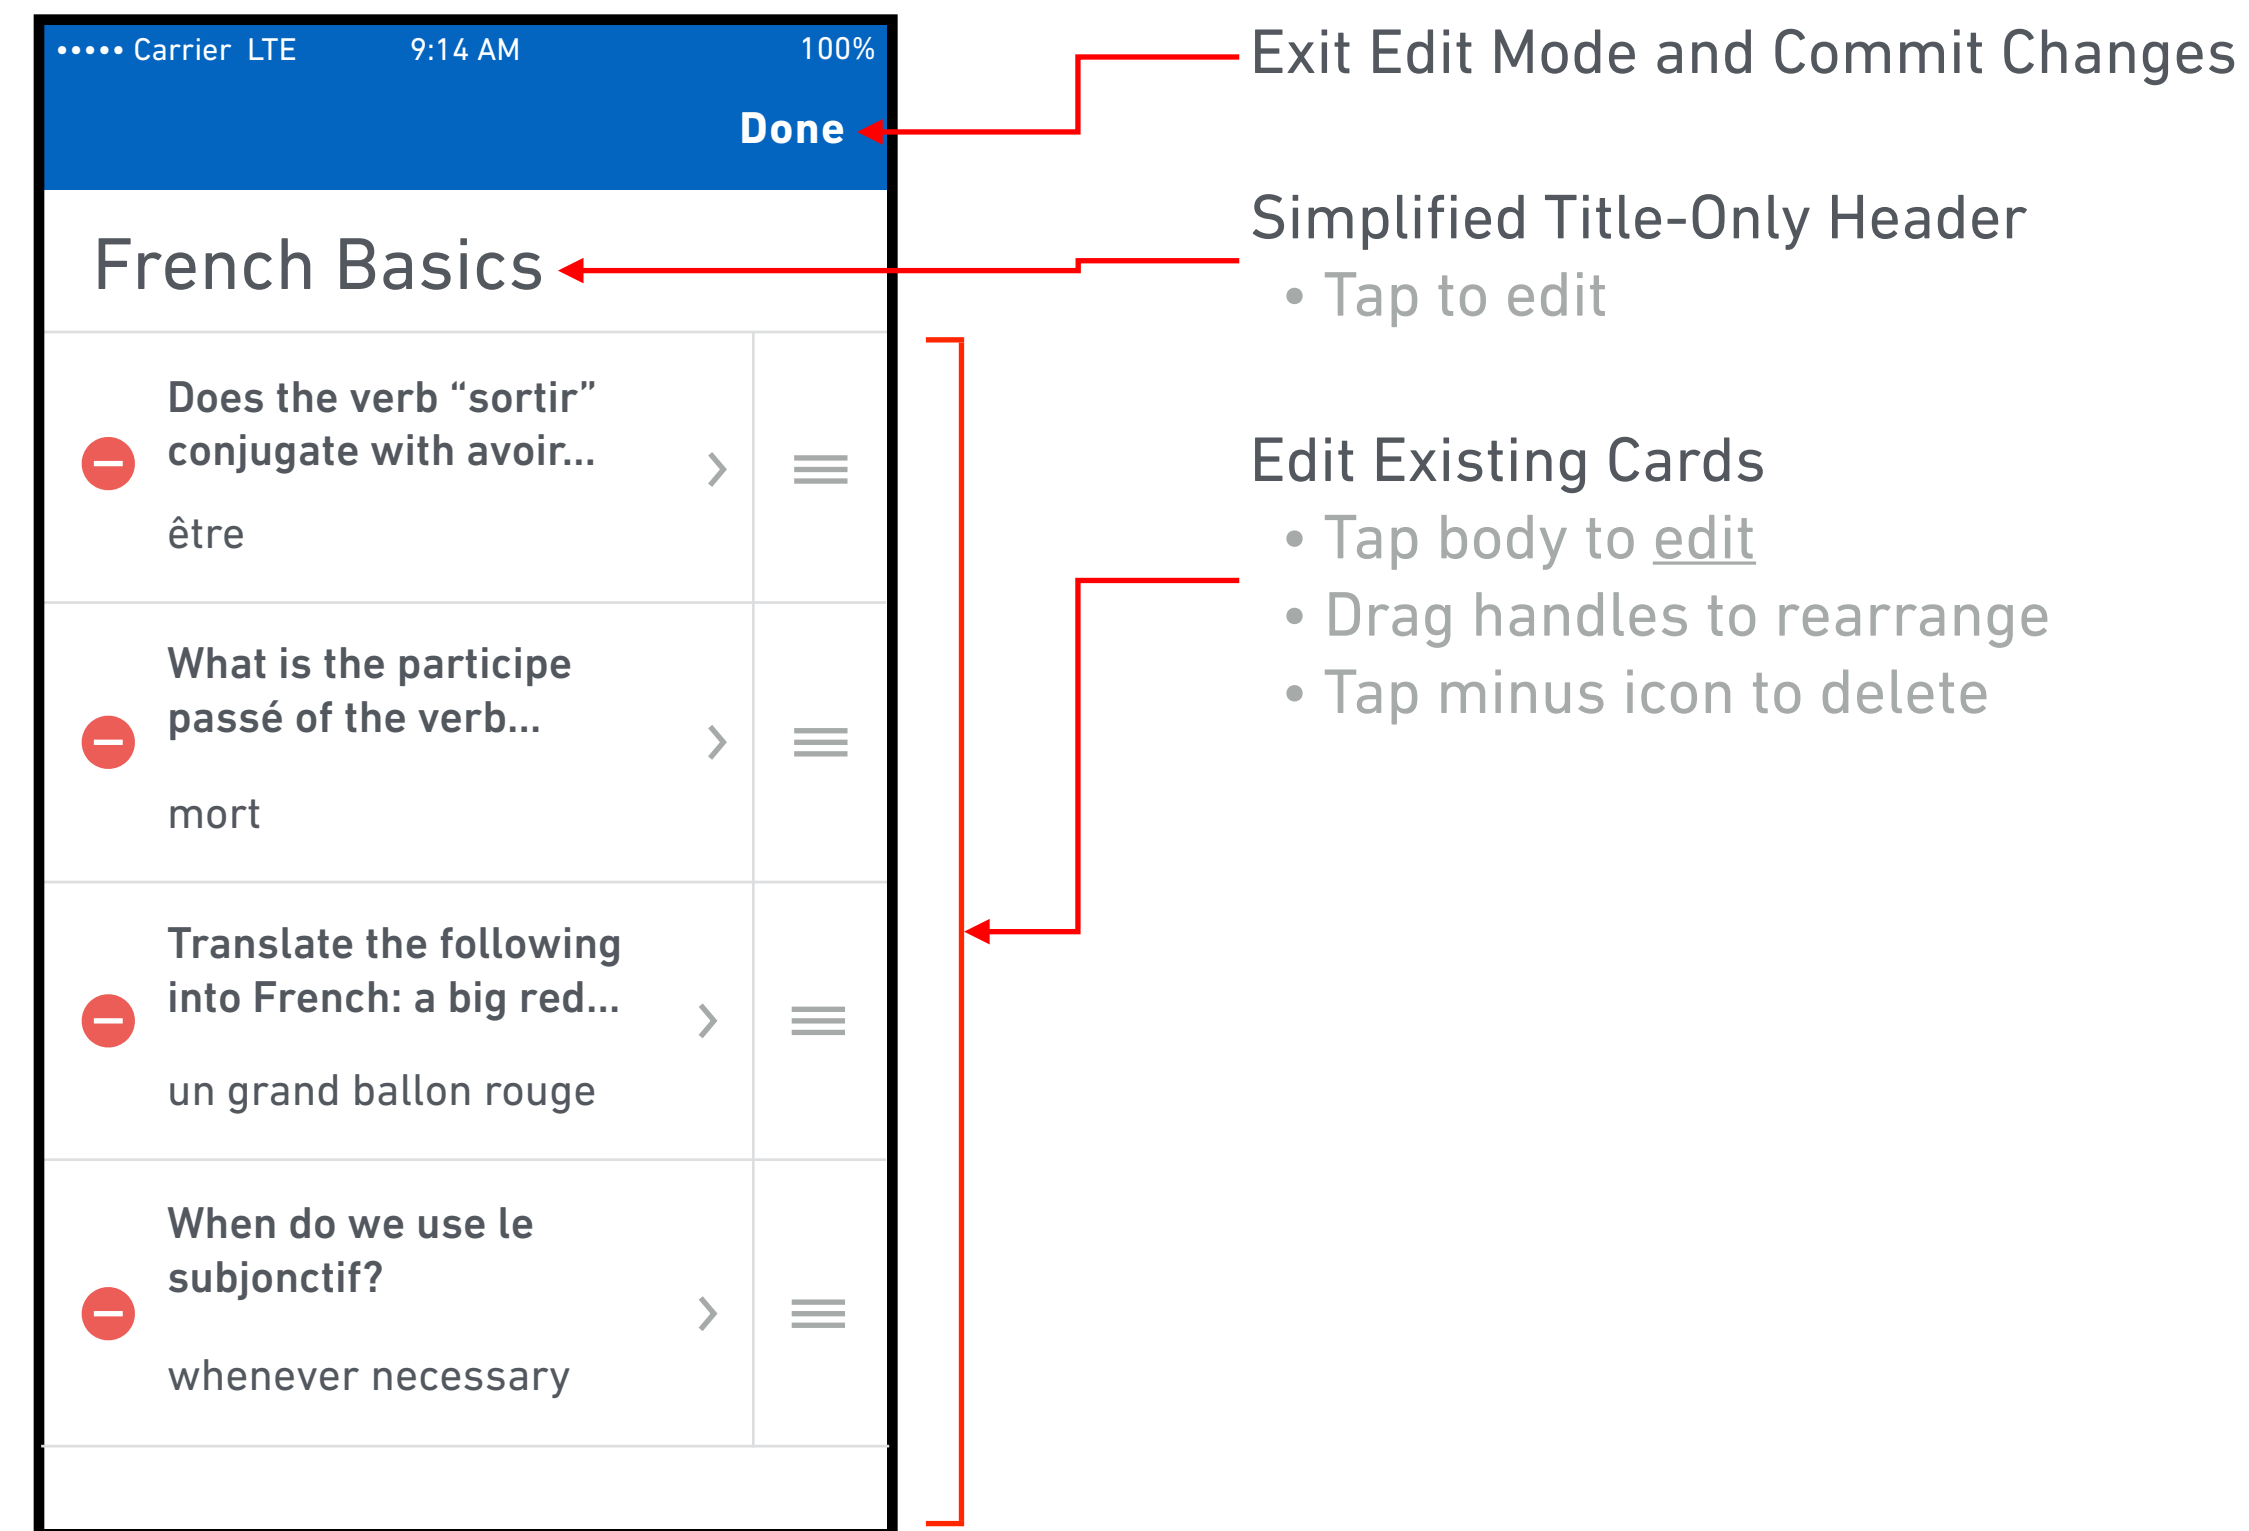 ••••• Carrier LTE 9:14 AM 100%
Done
French Basics
Does the verb “sortir”
conjugate with avoir...
être
What is the participe
passé of the verb...
mort
Translate the following
into French: a big red...
un grand ballon rouge
When do we use le
subjonctif?
whenever necessary
Exit Edit Mode and Commit Changes
Simplified Title-Only Header
• Tap to edit
Edit Existing Cards
• Tap body to edit
• Drag handles to rearrange
• Tap minus icon to delete